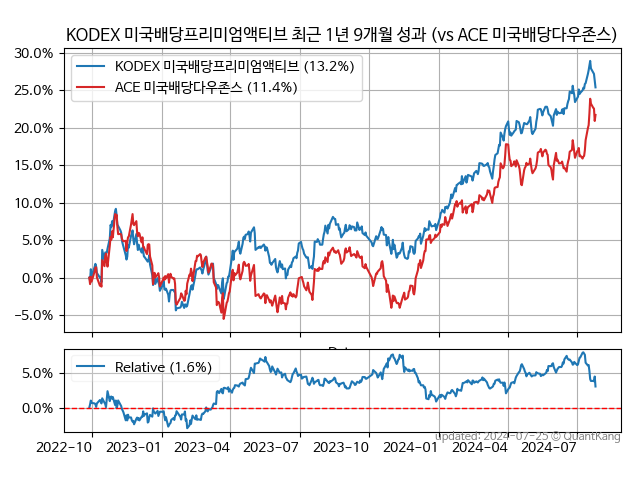 KODEX 미국배당프리미엄액티브 최근 1년 9개월 성과 (vs ACE 미국배당다우존스)
30.0%
25.0%
20.0%
15.0%
10.0%
5.0%
0.0%
−5.0%
KODEX 미국배당프리미엄액티브 (13.2%)
ACE 미국배당다우존스 (11.4%)
5.0%
0.0%
Relative (1.6%)
2022-10 2023-01 2023-04 2023-07 2023-10 2024-01 2024-04 2024-07
Updated: 2024-07-25 © QuantKang